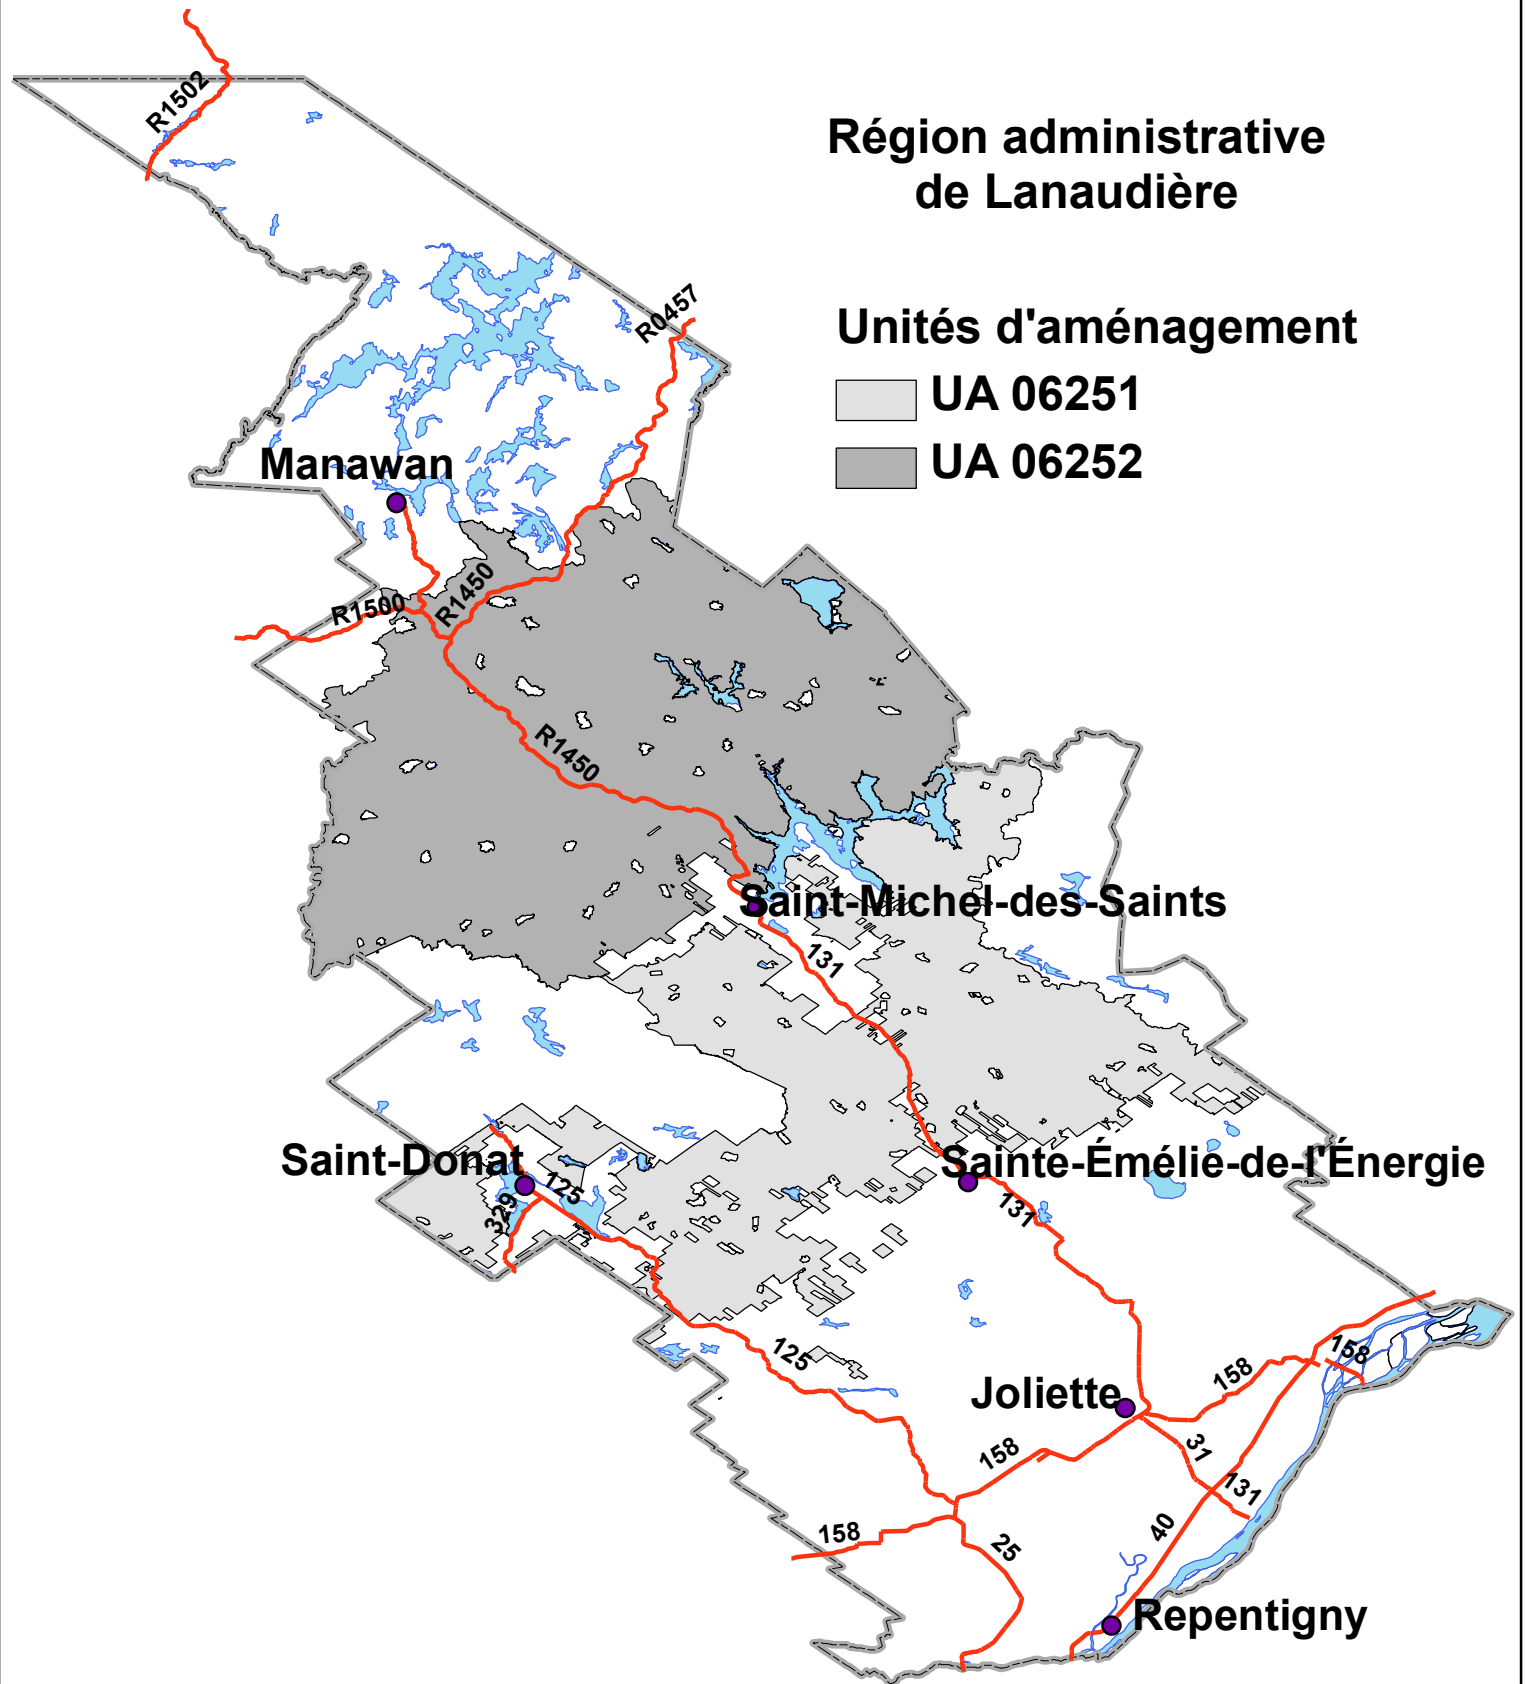 R1502
Région administrative
de Lanaudière
R0457
Unités d'aménagement
UA 06251
UA 06252
Manawan
R1450
R1500
R1450
Saint-Michel-des-Saints
131
Saint-Donat
125
329
Sainte-Émélie-de-l'Énergie
131
125
158
158
Joliette
158
31
131
158
40
25
Repentigny